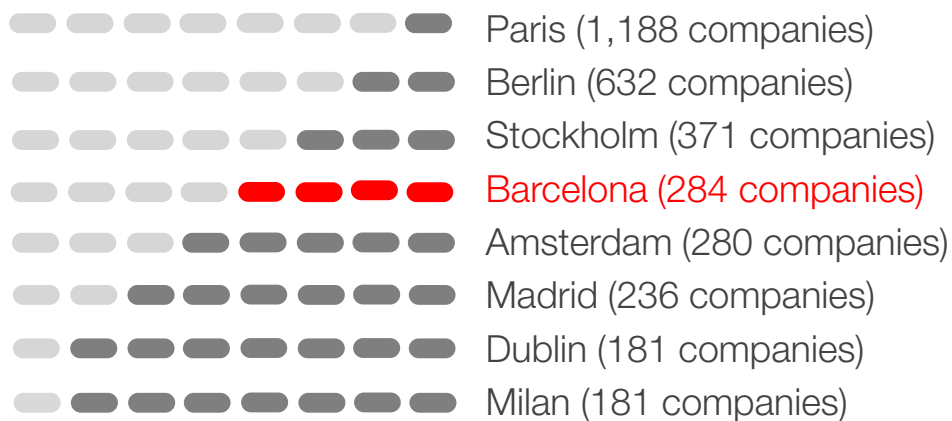 Paris (1,188 companies)
Berlin (632 companies)
Stockholm (371 companies)
Barcelona (284 companies)
Amsterdam (280 companies)
Madrid (236 companies)
Dublin (181 companies)
Milan (181 companies)